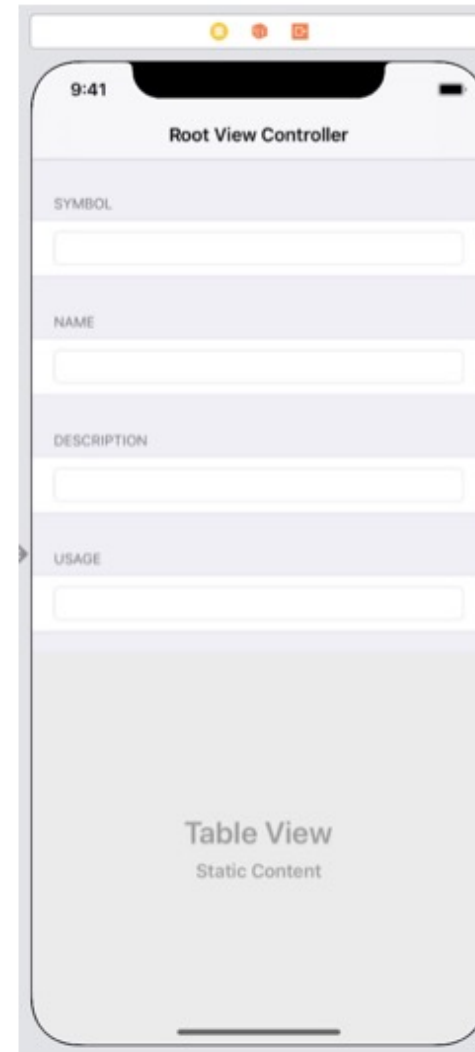 9:41
Root View Controller
SYMBOL
NAME
DESCRIPTION
USAGE
Table View
Static Content